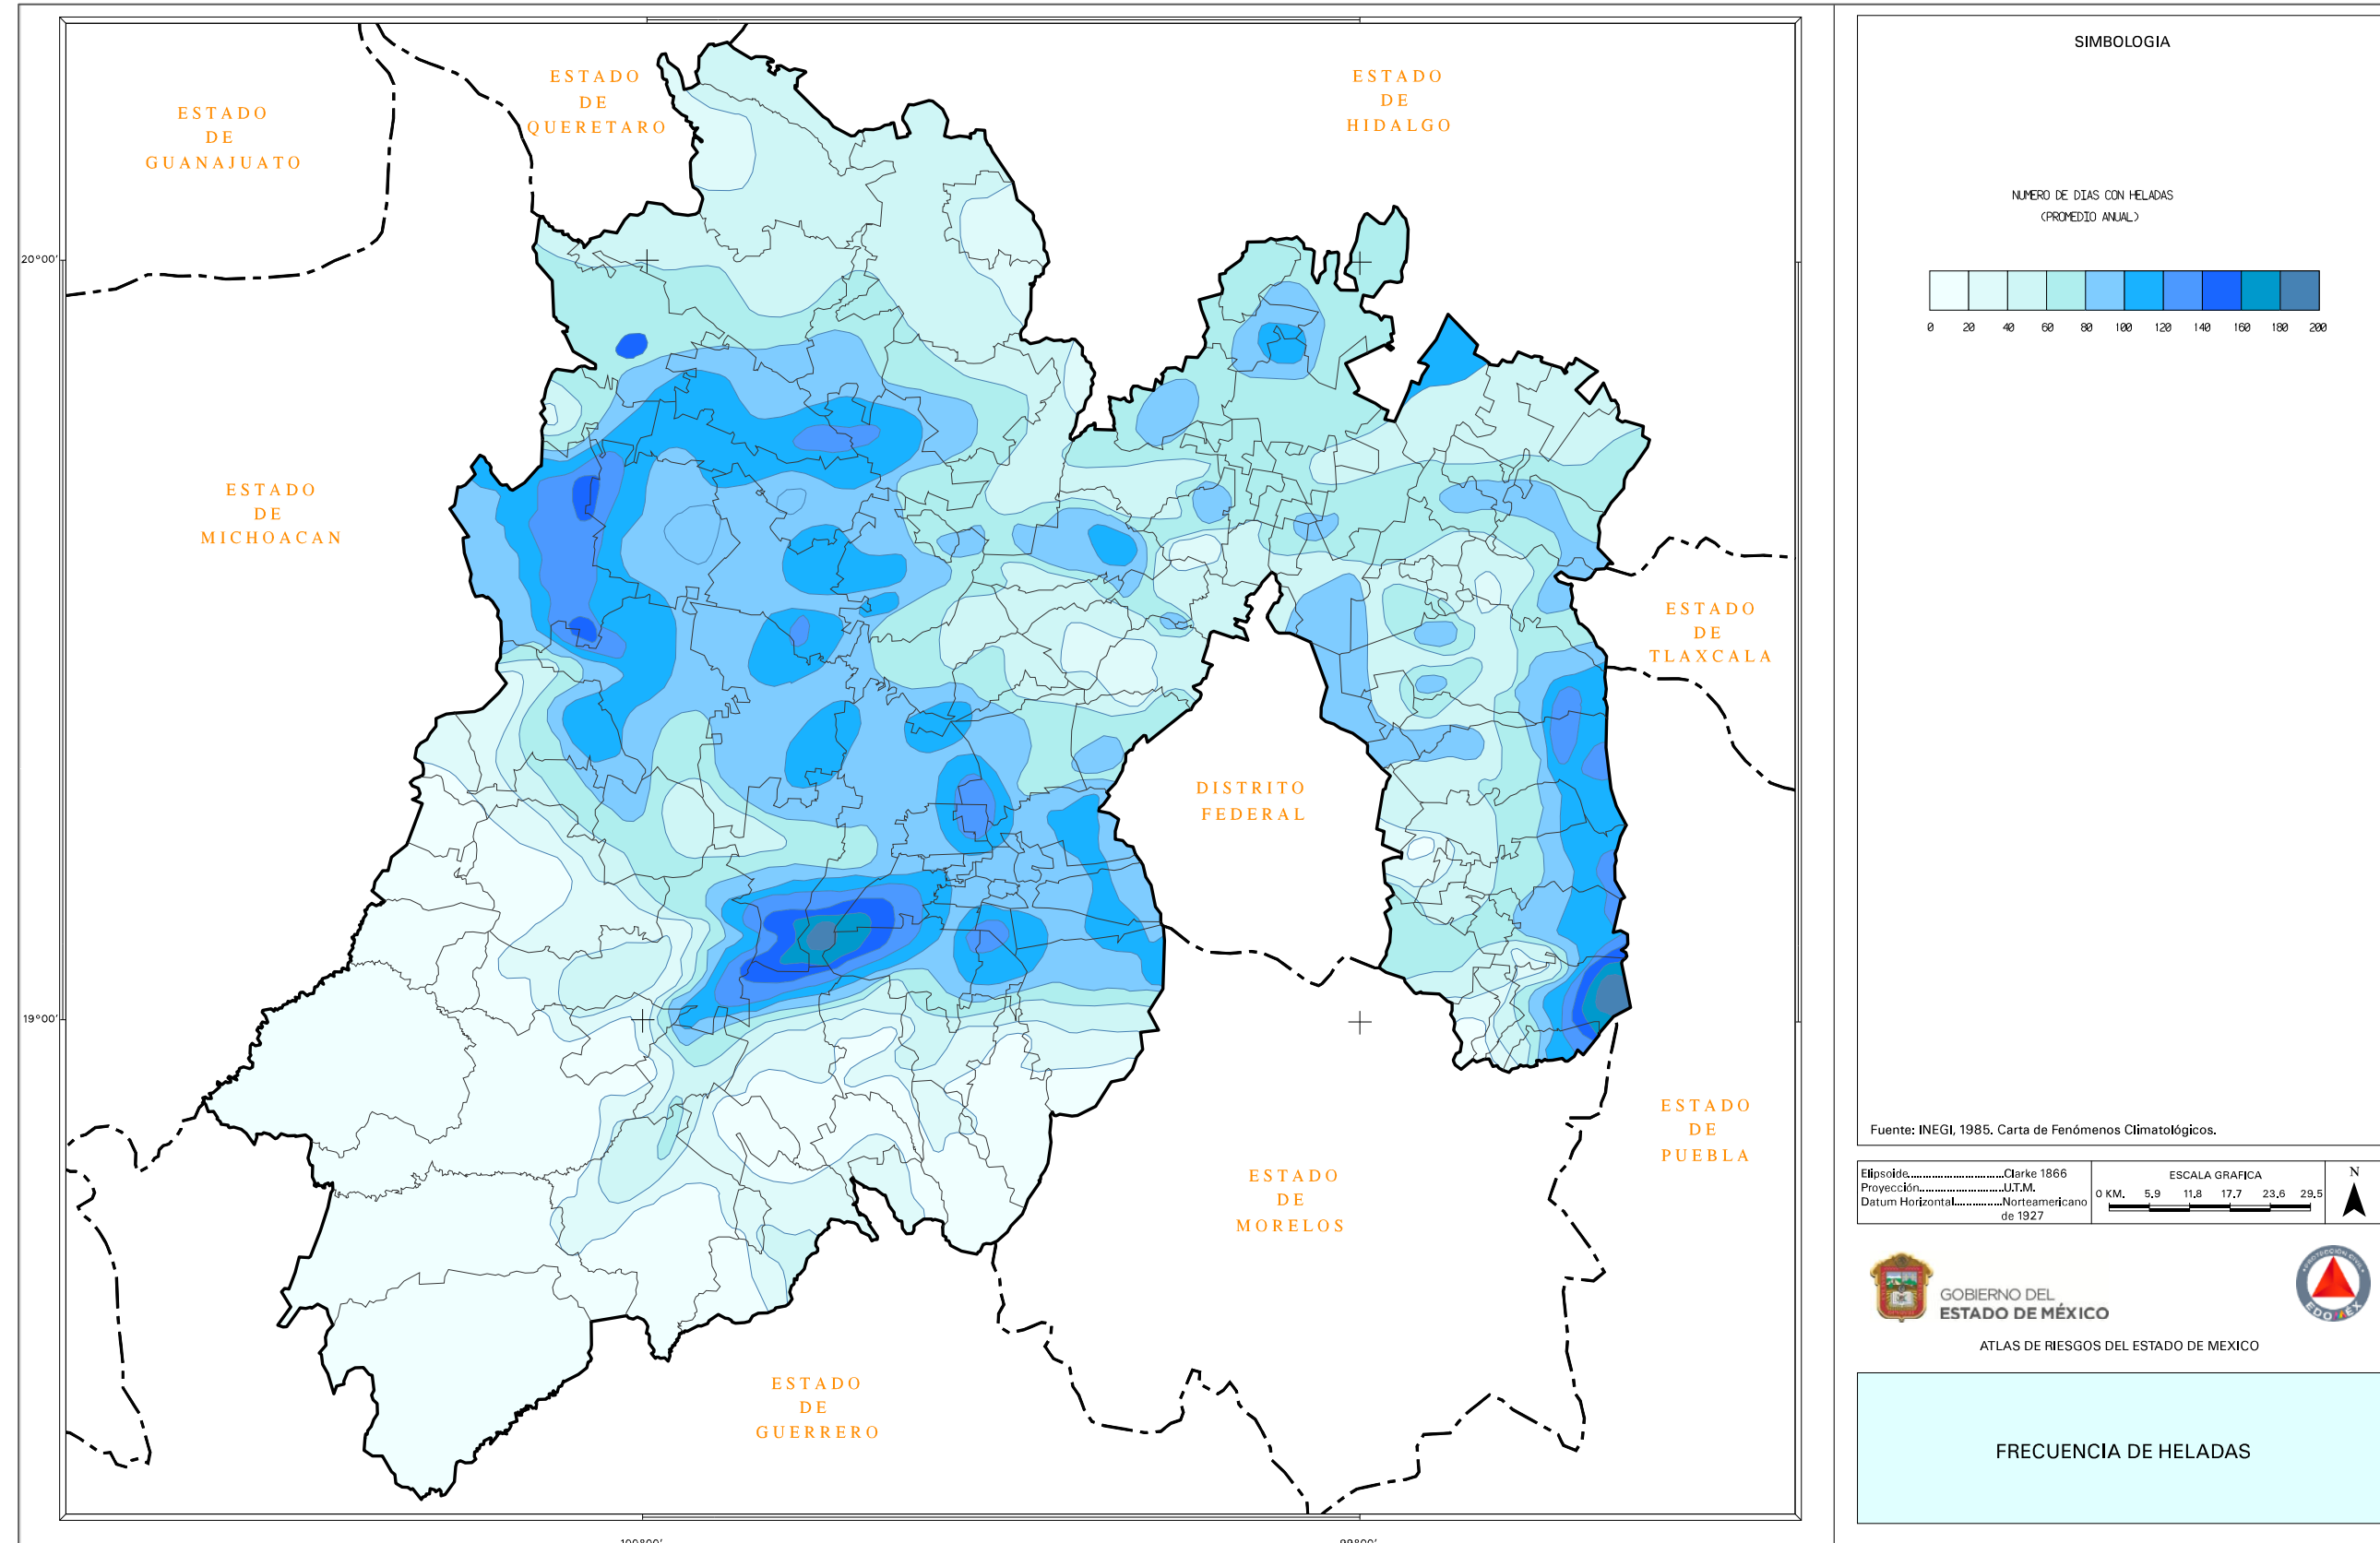 ESTADO
DE
GUANAJUATO
ESTADO
DE
QUERETARO
ESTADO
DE
HIDALGO
20°00'
ESTADO
DE
MICHOACAN
ESTADO
DE
TLAXCALA
DISTRITO
FEDERAL
19°00'
ESTADO
DE
PUEBLA
ESTADO
DE
MORELOS
ESTADO
DE
GUERRERO
SIMBOLOGIA
NUMERO DE DIAS CON HELADAS
(PROMEDIO ANUAL)
0 20 40 60 80 100 120 140 160 180 200
Fuente: INEGI, 1985. Carta de Fenómenos Climatológicos.
Elipsoide............................Clarke 1866
Proyección.........................U.T.M.
Datum Horizontal..............Norteamericano
de 1927
ESCALA GRAFICA
0 KM. 5.9 11.8 17.7 23.6 29.5
N
GOBIERNO DEL
ESTADO DE MÉXICO
PROTECCIÓN CIVIL
EDOMÉX
ATLAS DE RIESGOS DEL ESTADO DE MEXICO
FRECUENCIA DE HELADAS